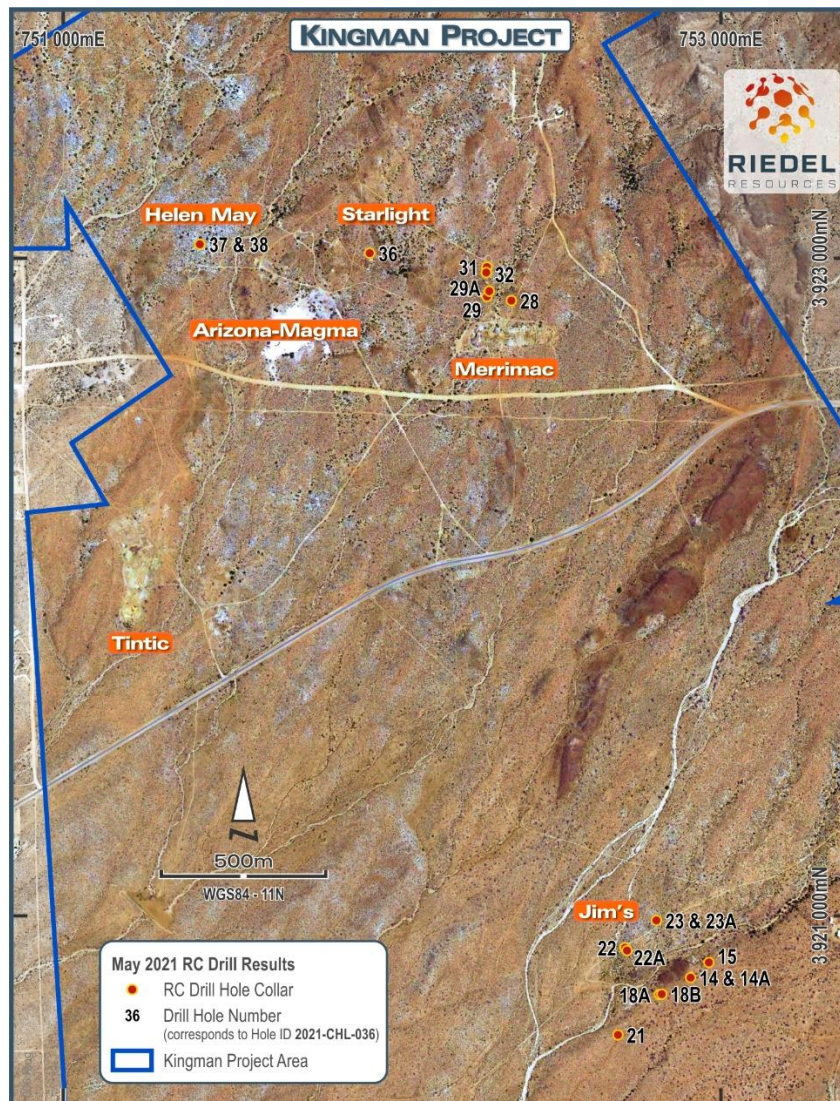 751 000mE
KINGMAN PROJECT
753 000mE
RIEDEL
RESOURCES
Helen May
37 & 38
Starlight
36
31
32
29A
29
28
3 923 000mN
Arizona-Magma
Merrimac
Tintic
N
500m
WGS84 - 11N
Jim's
23 & 23A
22
22A
15
14 & 14A
18A
18B
21
3 921 000mN
May 2021 RC Drill Results
RC Drill Hole Collar
36 Drill Hole Number
(corresponds to Hole ID 2021-CHL-036)
Kingman Project Area